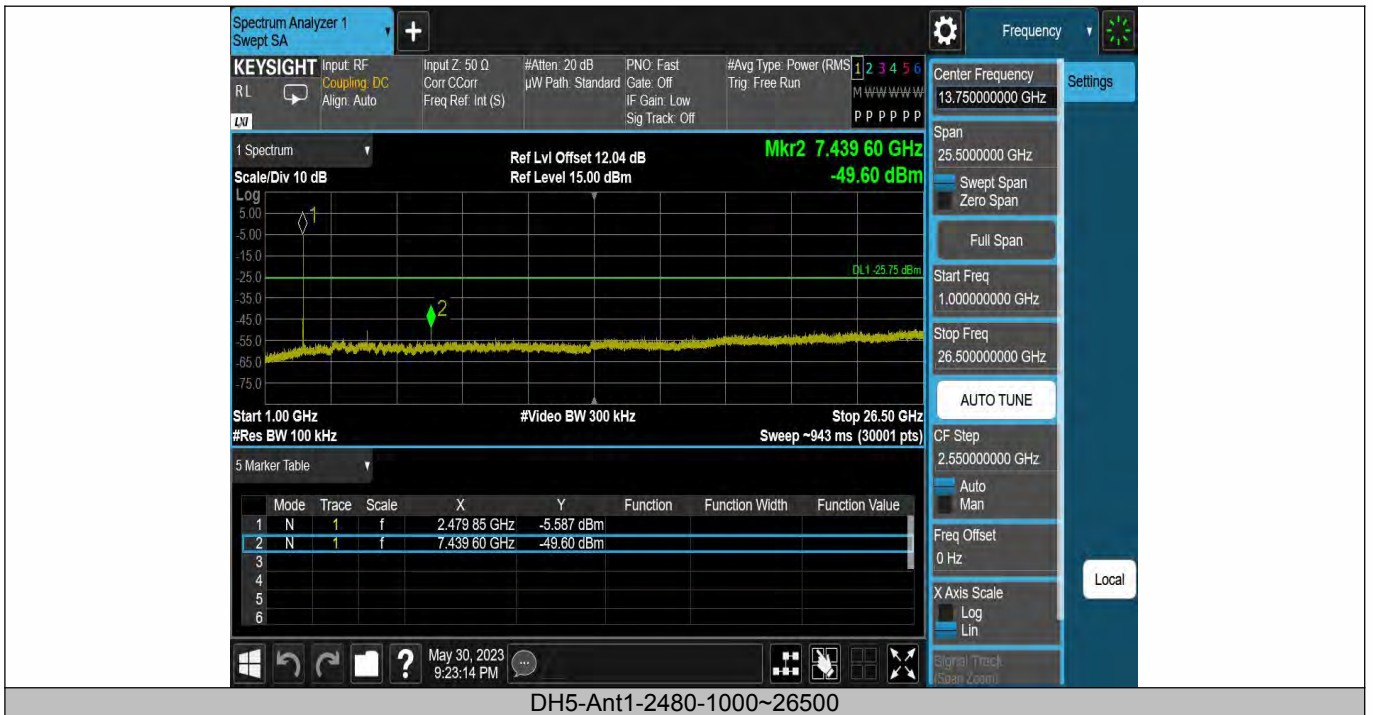 Spectrum Analyzer 1
Swept SA
Frequency
KEYSIGHT
RL
LXI
Input: RF
Coupling: DC
Align: Auto
Input Z: 50 Ω
Corr CCorr
Freq Ref: Int (S)
#Atten: 20 dB
µW Path: Standard
PNO: Fast
Gate: Off
IF Gain: Low
Sig Track: Off
#Avg Type: Power (RMS
Trig: Free Run
1 2 3 4 5 6
M W W W W W
P P P P P P
1 Spectrum
Scale/Div 10 dB
Ref Lvl Offset 12.04 dB
Ref Level 15.00 dBm
Mkr2 7.439 60 GHz
-49.60 dBm
Log
5.00
-5.00
-15.0
-25.0
-35.0
-45.0
-55.0
-65.0
-75.0
1
2
DL1 -25.75 dBm
Start 1.00 GHz
#Video BW 300 kHz
Stop 26.50 GHz
#Res BW 100 kHz
Sweep ~943 ms (30001 pts)
5 Marker Table
Mode Trace Scale X Y Function Function Width Function Value
1 N 1 f 2.479 85 GHz -5.587 dBm
2 N 1 f 7.439 60 GHz -49.60 dBm
3
4
5
6
May 30, 2023
9:23:14 PM
Center Frequency
13.750000000 GHz
Settings
Span
25.5000000 GHz
Swept Span
Zero Span
Full Span
Start Freq
1.000000000 GHz
Stop Freq
26.500000000 GHz
AUTO TUNE
CF Step
2.550000000 GHz
Auto
Man
Freq Offset
0 Hz
X Axis Scale
Log
Lin
Signal Track
(Span Zoom)
Local
DH5-Ant1-2480-1000~26500